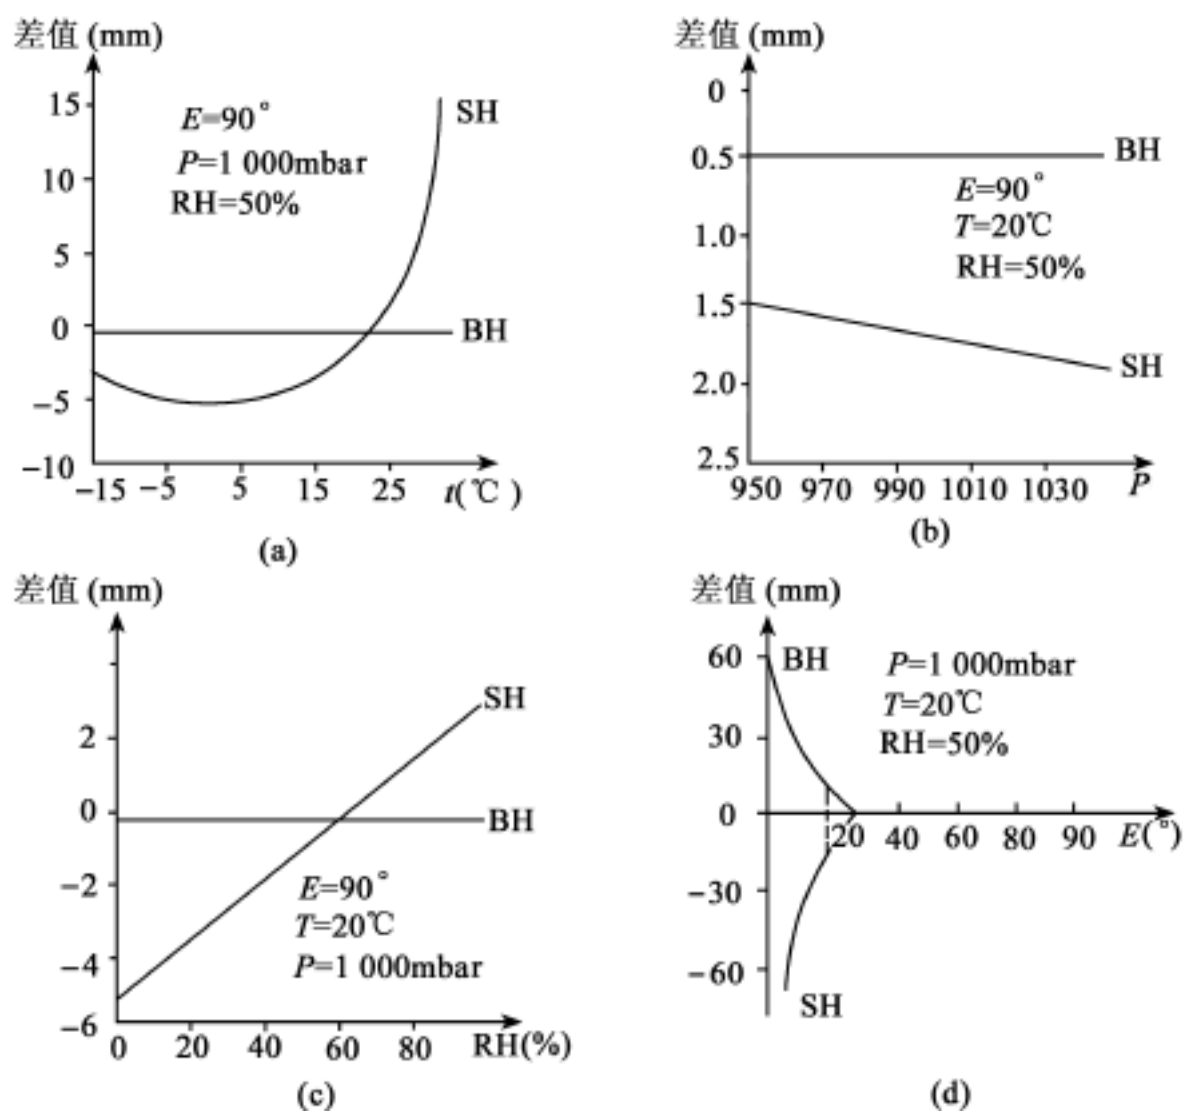 差值 (mm)
15
10
5
0
−5
−10
−15 −5 5 15 25 t(℃)
E=90°
P=1 000mbar
RH=50%
SH
BH
(a)
差值 (mm)
0
0.5
1.0
1.5
2.0
2.5
950 970 990 1010 1030 P
BH
E=90°
T=20℃
RH=50%
SH
(b)
差值 (mm)
2
0
−2
−4
−6
0 20 40 60 80 RH(%)
SH
BH
E=90°
T=20℃
P=1 000mbar
(c)
差值 (mm)
60
30
0
−30
−60
20 40 60 80 90 E(°)
BH
P=1 000mbar
T=20℃
RH=50%
SH
(d)